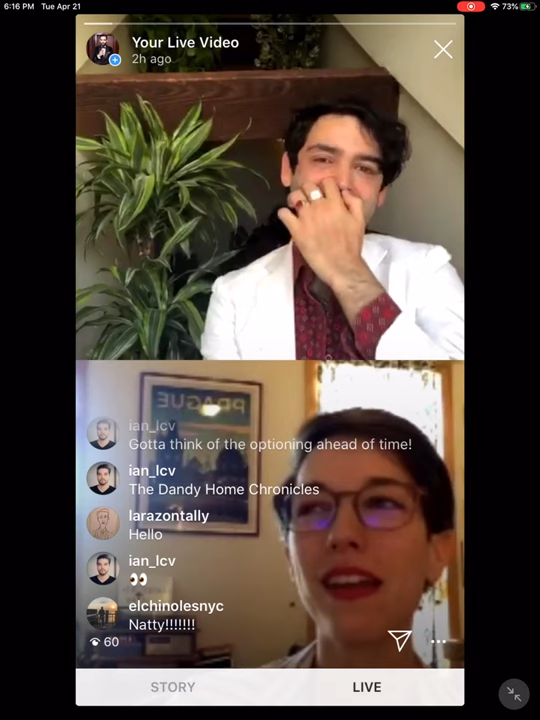 6:16 PM Tue Apr 21
73%
Your Live Video
2h ago
PRAGUE
ian_lcv
Gotta think of the optioning ahead of time!
ian_lcv
The Dandy Home Chronicles
larazontally
Hello
ian_lcv
👀
elchinolesnyc
Natty!!!!!!!
60
STORY
LIVE